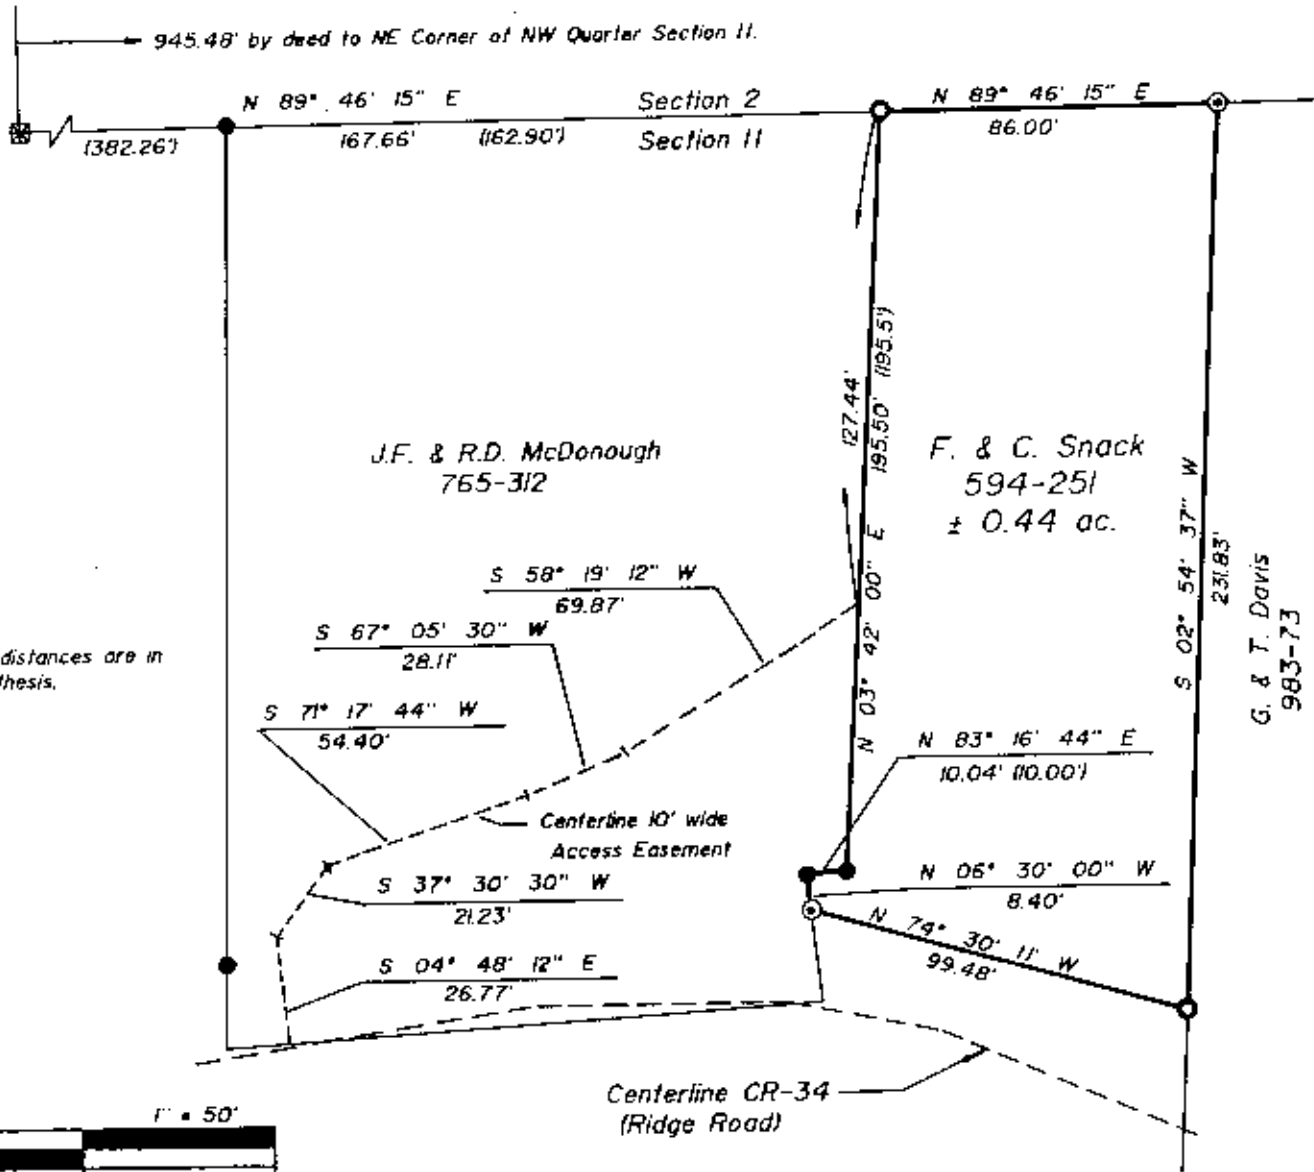 945.48' by deed to NE Corner of NW Quarter Section 11.
N 89° 46' 15" E
Section 2
N 89° 46' 15" E
(382.26')
167.66'
(162.90')
Section 11
86.00'
127.44'
N 03° 42' 00" E
195.50' (195.5')
J.F. & R.D. McDonough
765-312
F. & C. Snack
594-251
± 0.44 ac.
S 02° 54' 37" W
231.83'
G. & T. Davis
983-73
S 58° 19' 12" W
69.87'
S 67° 05' 30" W
28.11'
distances are in
thesis.
S 71° 17' 44" W
54.40'
N 83° 16' 44" E
10.04' (10.00')
Centerline 10' wide
Access Easement
S 37° 30' 30" W
21.23'
N 06° 30' 00" W
8.40'
N 74° 30' 11" W
99.48'
S 04° 48' 12" E
26.77'
Centerline CR-34
(Ridge Road)
1" = 50'